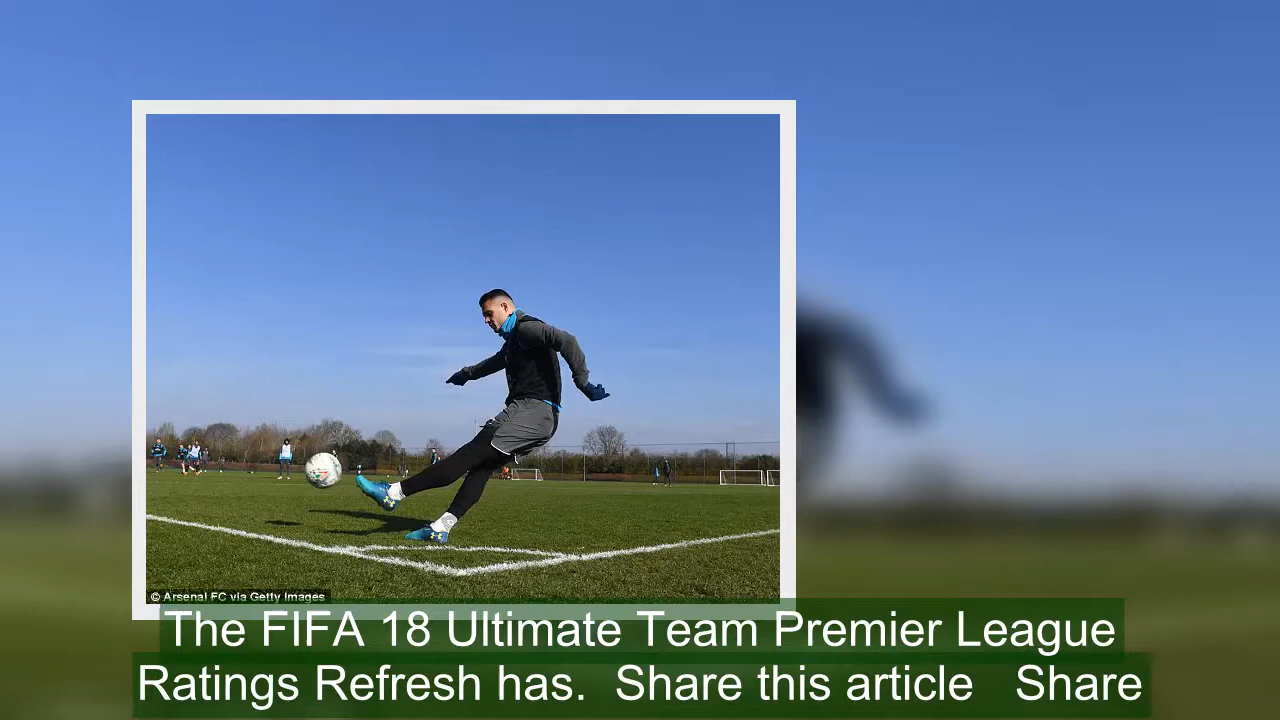 © Arsenal FC via Getty Images
The FIFA 18 Ultimate Team Premier League
Ratings Refresh has.  Share this article   Share